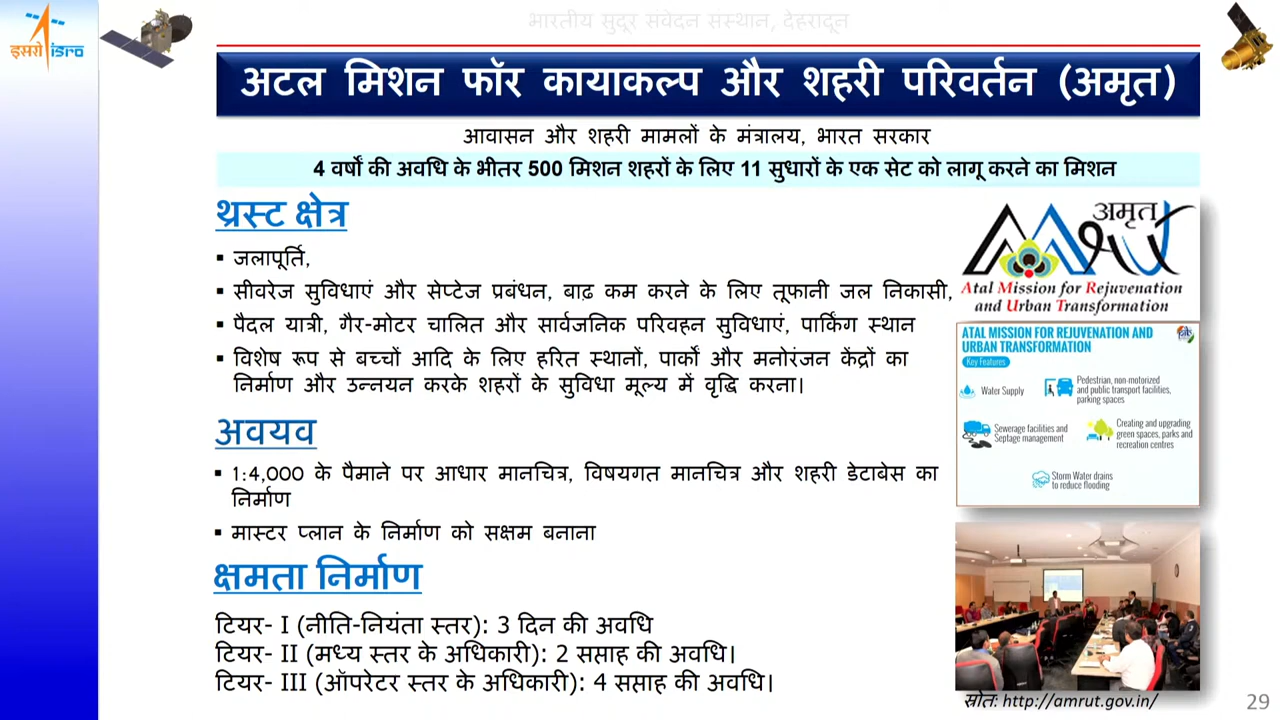 भारतीय सुदूर संवेदन संस्थान, देहरादून
इसरो isro
अटल मिशन फॉर कायाकल्प और शहरी परिवर्तन (अमृत)
आवासन और शहरी मामलों के मंत्रालय, भारत सरकार
4 वर्षों की अवधि के भीतर 500 मिशन शहरों के लिए 11 सुधारों के एक सेट को लागू करने का मिशन
थ्रस्ट क्षेत्र
▪ जलापूर्ति,
▪ सीवरेज सुविधाएं और सेप्टेज प्रबंधन, बाढ़ कम करने के लिए तूफानी जल निकासी,
▪ पैदल यात्री, गैर-मोटर चालित और सार्वजनिक परिवहन सुविधाएं, पार्किंग स्थान
▪ विशेष रूप से बच्चों आदि के लिए हरित स्थानों, पार्कों और मनोरंजन केंद्रों का
निर्माण और उन्नयन करके शहरों के सुविधा मूल्य में वृद्धि करना।
अवयव
▪ 1:4,000 के पैमाने पर आधार मानचित्र, विषयगत मानचित्र और शहरी डेटाबेस का
निर्माण
▪ मास्टर प्लान के निर्माण को सक्षम बनाना
क्षमता निर्माण
टियर- I (नीति-नियंता स्तर): 3 दिन की अवधि
टियर- II (मध्य स्तर के अधिकारी): 2 सप्ताह की अवधि।
टियर- III (ऑपरेटर स्तर के अधिकारी): 4 सप्ताह की अवधि।
अमृत
Atal Mission for Rejuvenation
and Urban Transformation
ATAL MISSION FOR REJUVENATION AND
URBAN TRANSFORMATION
Key Features
Water Supply
Pedestrian, non-motorized
and public transport facilities,
parking spaces
Sewerage facilities and
Septage management
Creating and upgrading
green spaces, parks and
recreation centres
Storm Water drains
to reduce flooding
स्रोत: http://amrut.gov.in/
29